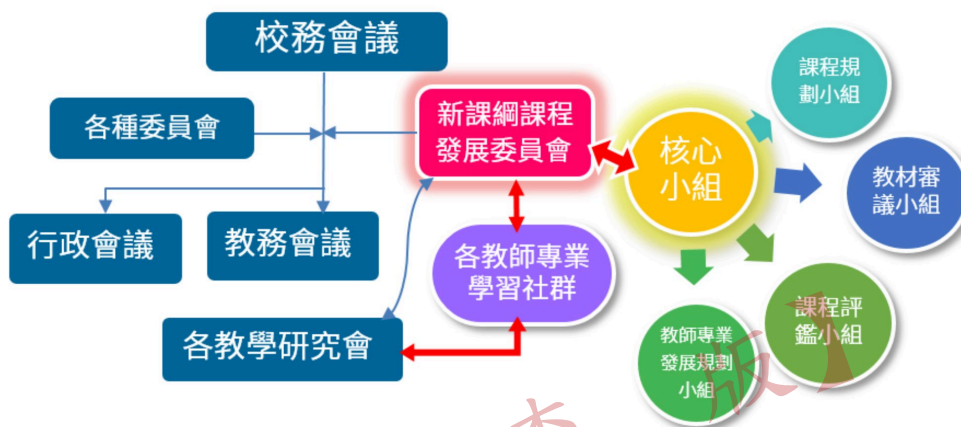 校務會議
各種委員會
新課綱課程
發展委員會
核心
小組
課程規
劃小組
教材審
議小組
行政會議
教務會議
各教師專業
學習社群
各教學研究會
教師專業
發展規劃
小組
課程評
鑑小組
版】